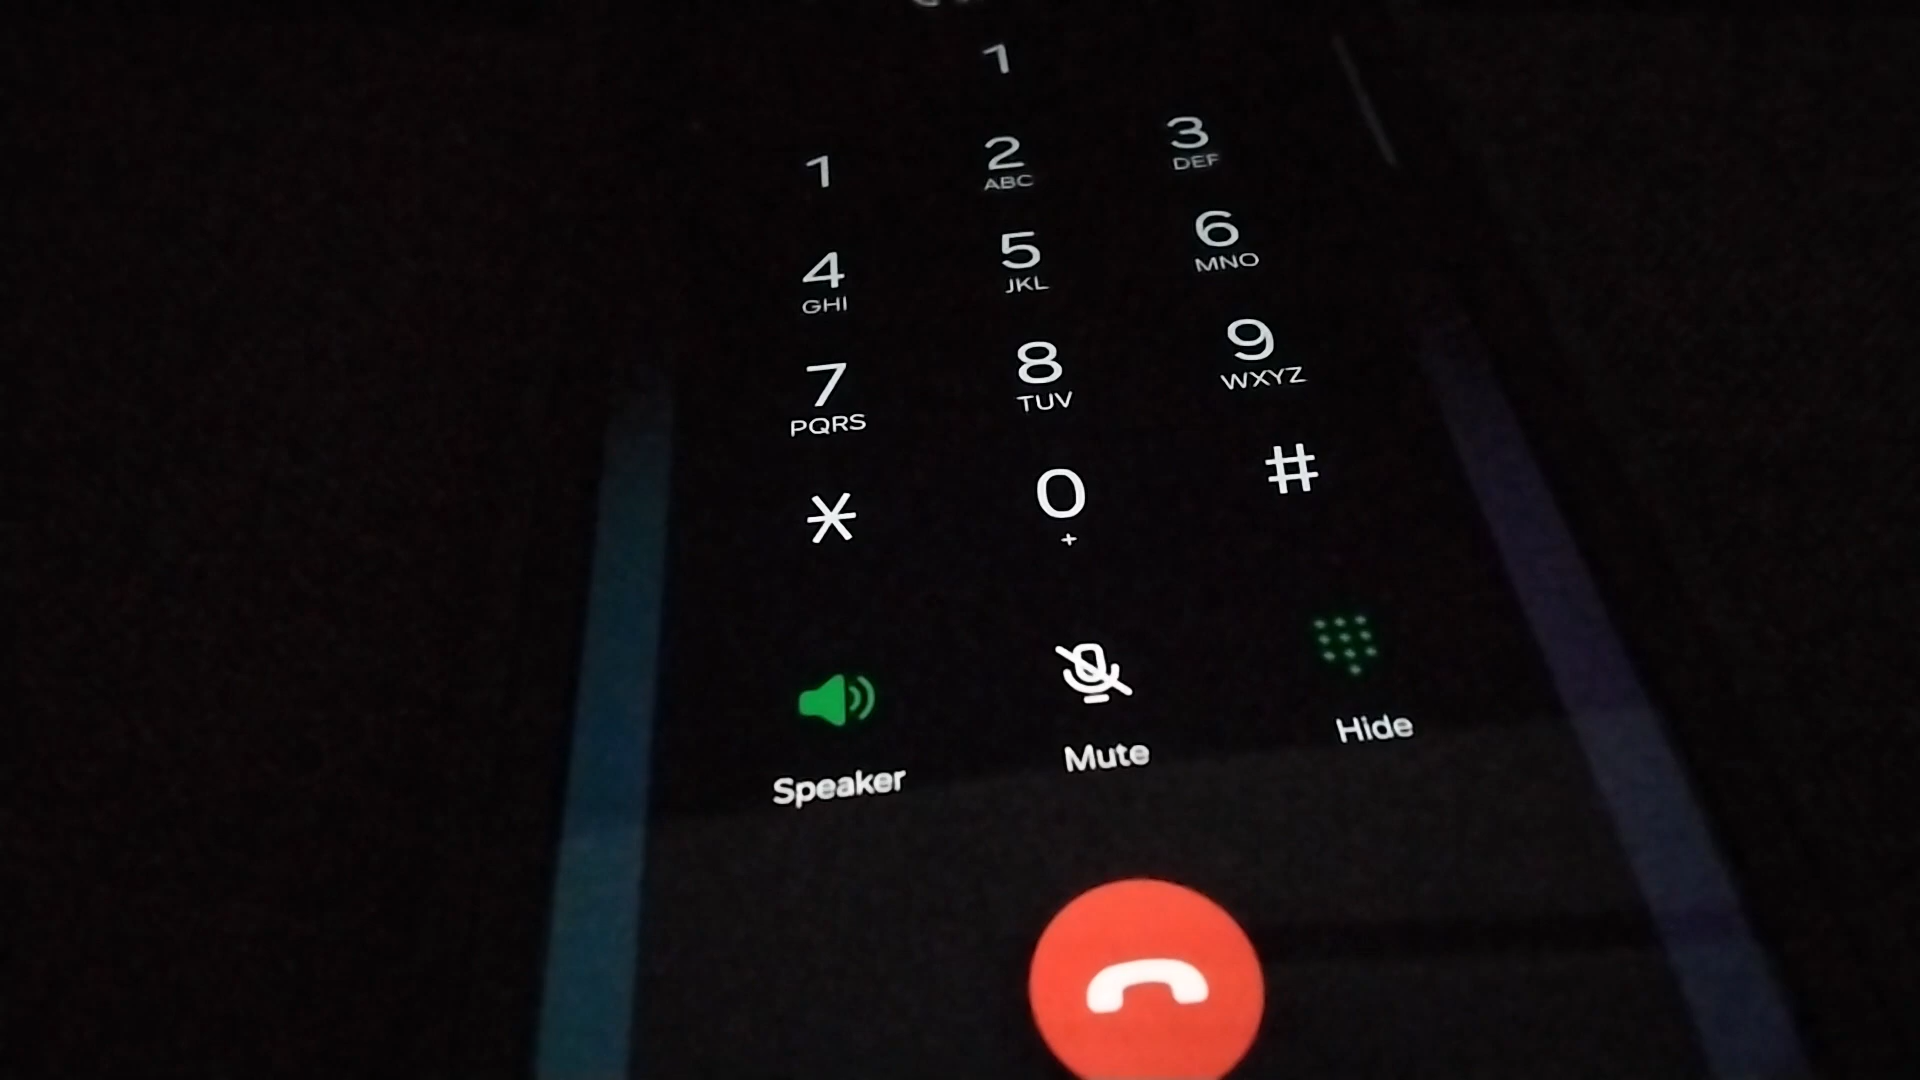 1
1 2 3
ABC DEF
4 5 6
GHI JKL MNO
7 8 9
PQRS TUV WXYZ
* 0 #
+
Speaker Mute Hide